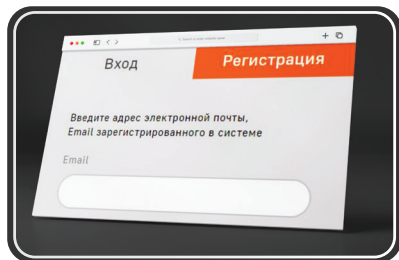 Вход
Регистрация
Введите адрес электронной почты,
Email зарегистрированного в системе
Email